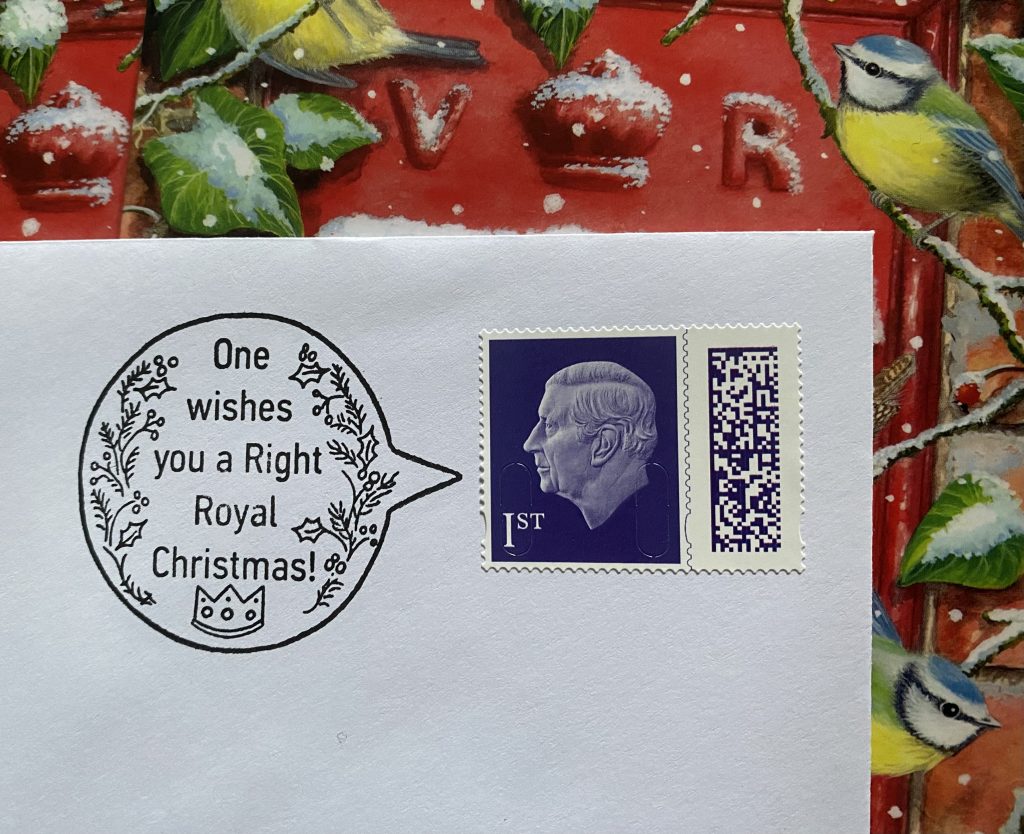 V R
One
wishes
you a Right
Royal
Christmas!
1ST